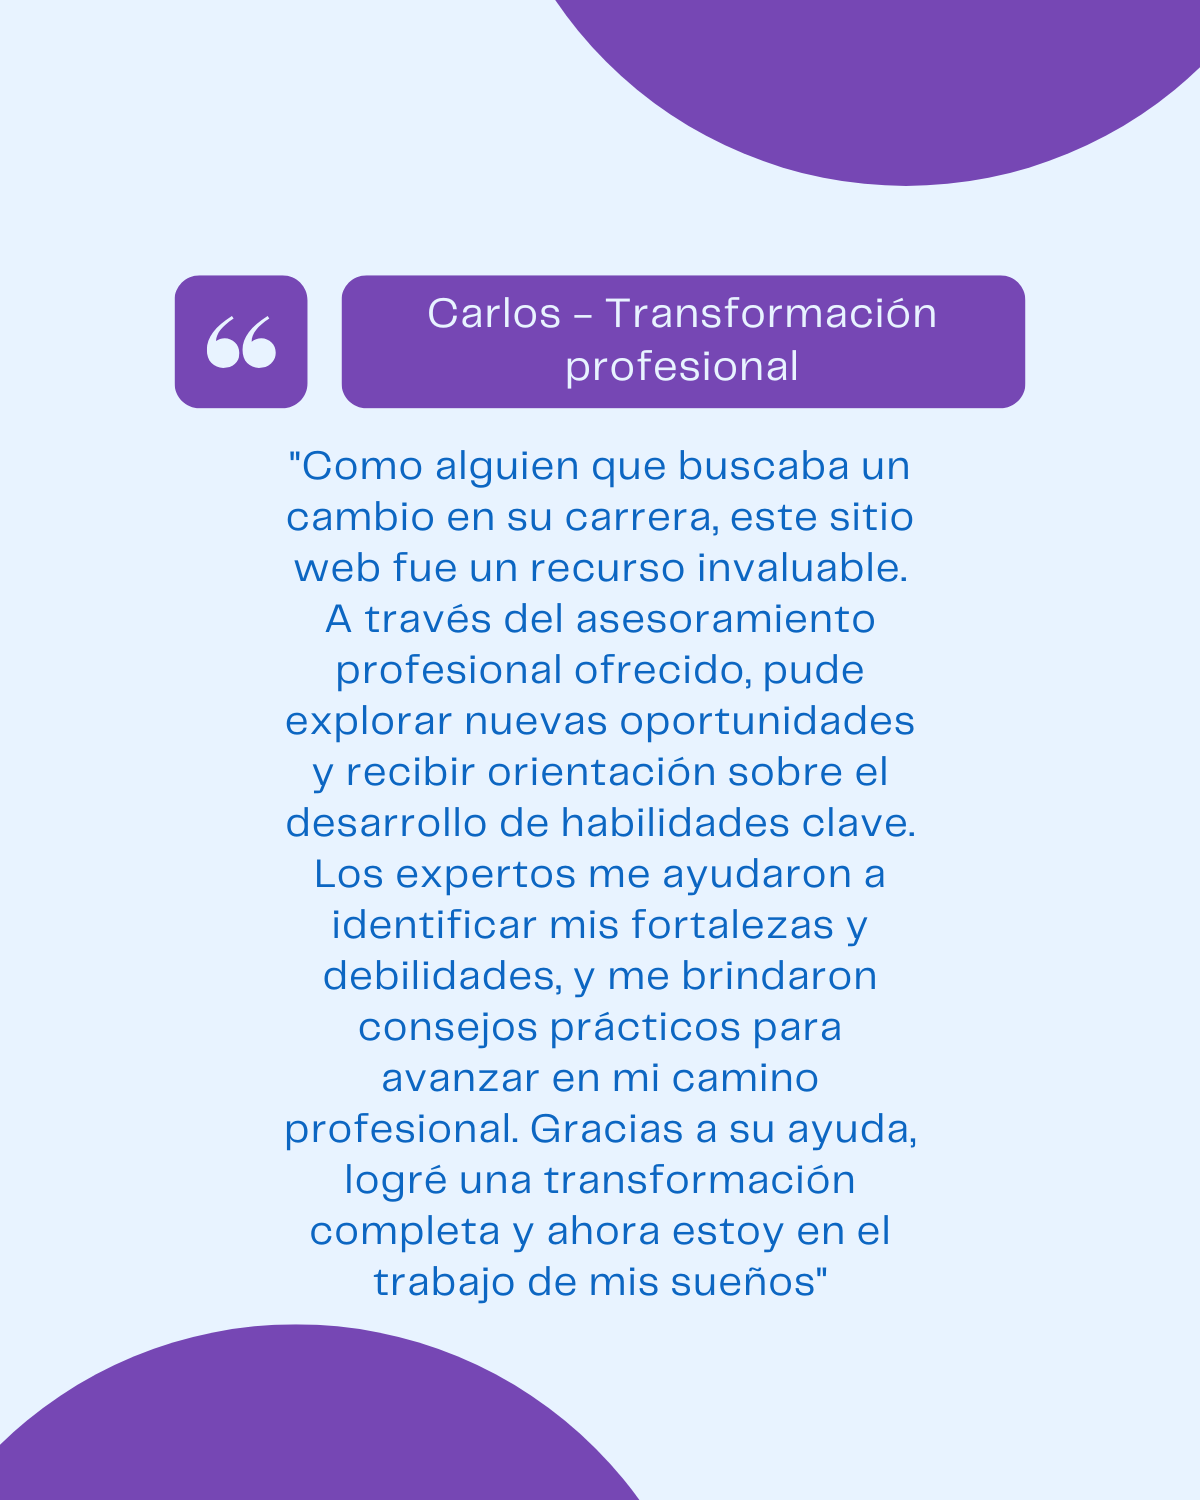 Carlos - Transformación
profesional
"Como alguien que buscaba un
cambio en su carrera, este sitio
web fue un recurso invaluable.
A través del asesoramiento
profesional ofrecido, pude
explorar nuevas oportunidades
y recibir orientación sobre el
desarrollo de habilidades clave.
Los expertos me ayudaron a
identificar mis fortalezas y
debilidades, y me brindaron
consejos prácticos para
avanzar en mi camino
profesional. Gracias a su ayuda,
logré una transformación
completa y ahora estoy en el
trabajo de mis sueños"